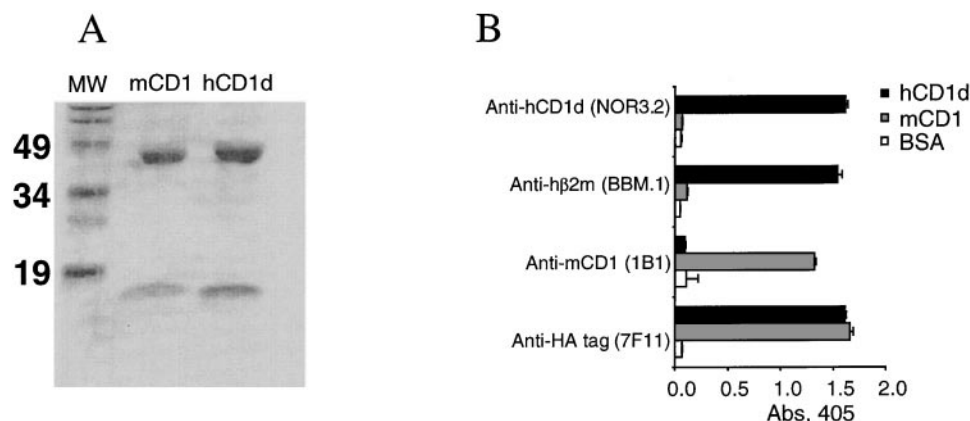 A
MW mCD1 hCD1d
49
34
19
B
Anti-hCD1d (NOR3.2)
Anti-hβ2m (BBM.1)
Anti-mCD1 (1B1)
Anti-HA tag (7F11)
hCD1d
mCD1
BSA
0.0 0.5 1.0 1.5 2.0
Abs. 405